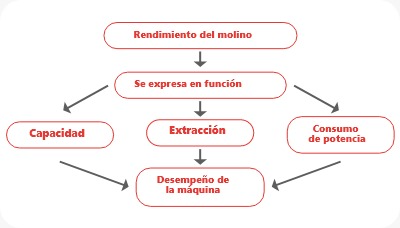 Rendimiento del molino
Se expresa en función
Capacidad
Extracción
Consumo
de potencia
Desempeño de
la máquina